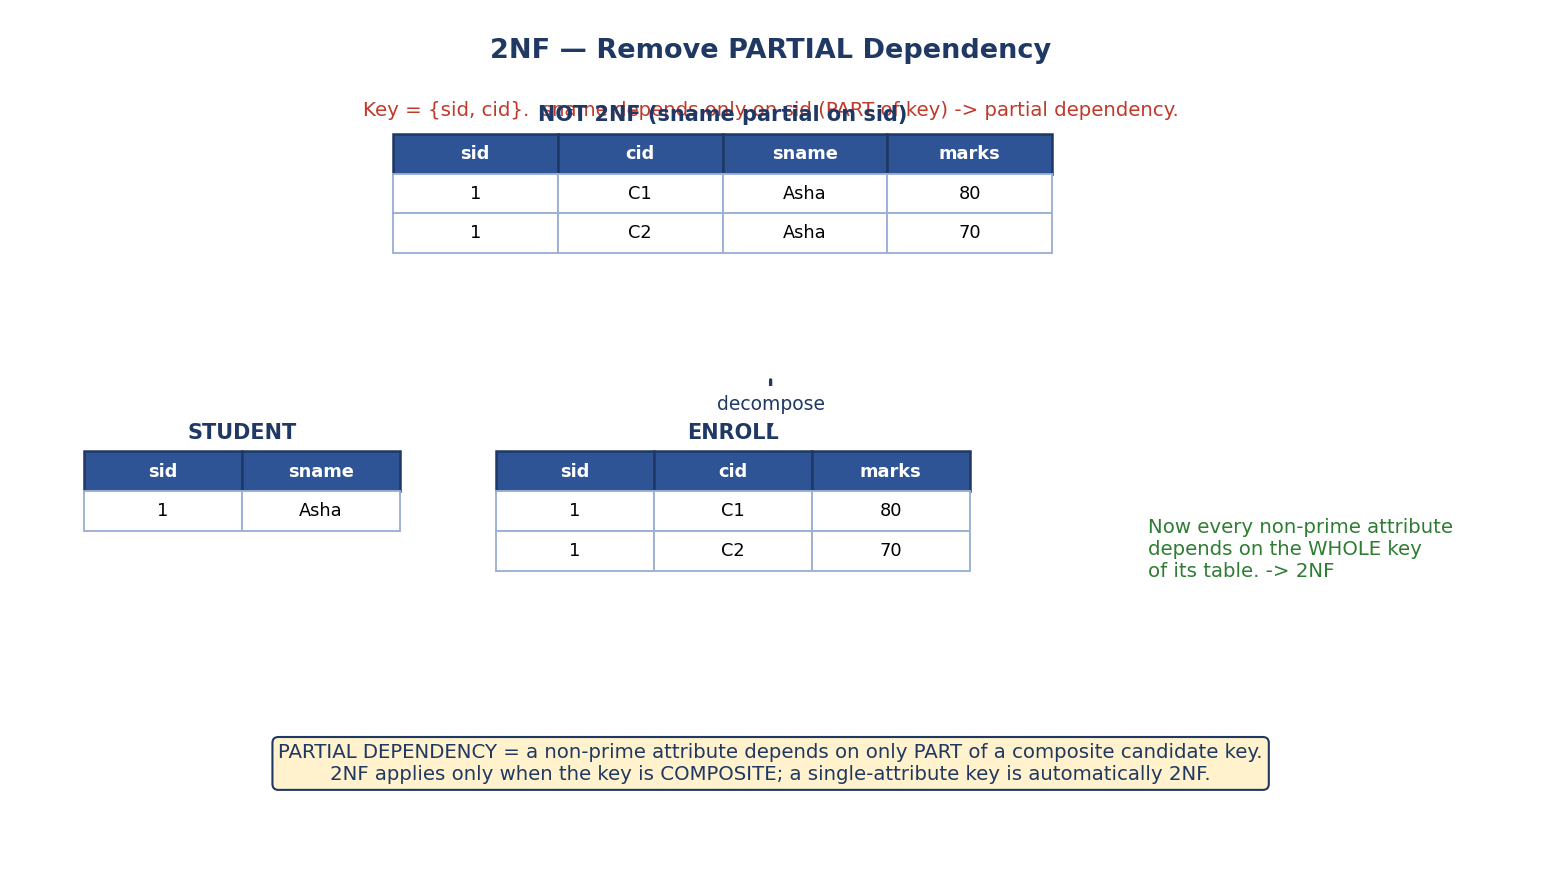 2NF — Remove PARTIAL Dependency
Key = {sid, cid}.  sname depends only on sid (PART of key) -> partial dependency.
NOT 2NF (sname partial on sid)
sid cid sname marks
1 C1 Asha 80
1 C2 Asha 70
decompose
STUDENT
sid sname
1 Asha
ENROLL
sid cid marks
1 C1 80
1 C2 70
Now every non-prime attribute
depends on the WHOLE key
of its table. -> 2NF
PARTIAL DEPENDENCY = a non-prime attribute depends on only PART of a composite candidate key.
2NF applies only when the key is COMPOSITE; a single-attribute key is automatically 2NF.